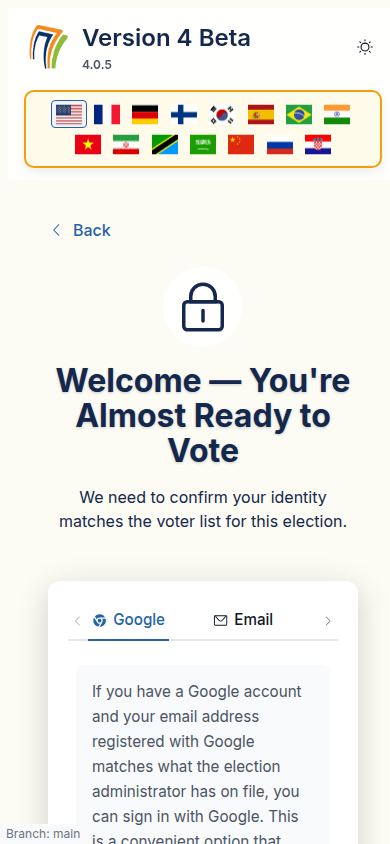 Version 4 Beta
4.0.5
Back
Welcome — You're
Almost Ready to
Vote
We need to confirm your identity
matches the voter list for this election.
Google
Email
If you have a Google account
and your email address
registered with Google
matches what the election
administrator has on file, you
can sign in with Google. This
is a convenient option that
Branch: main